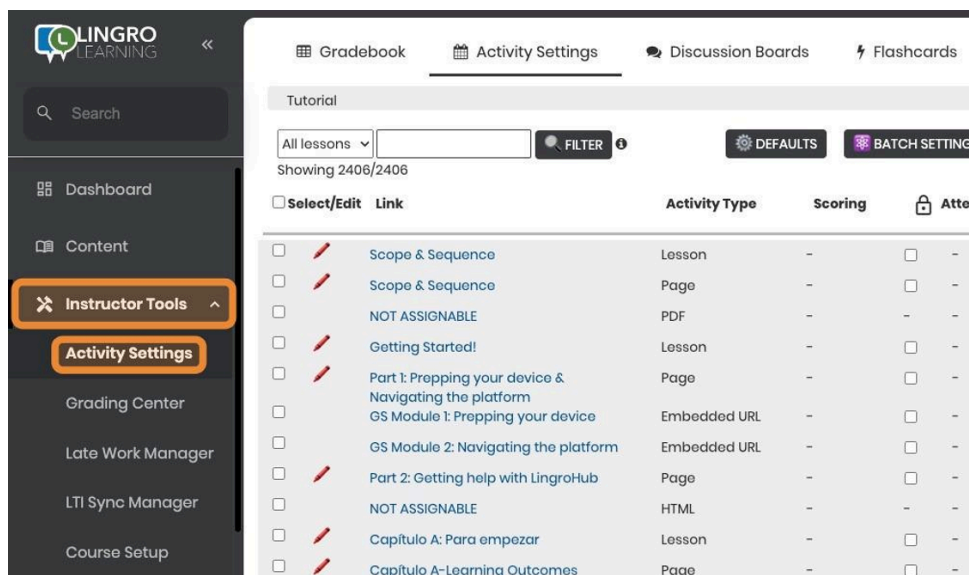 LINGRO
LEARNING
«
Search
Dashboard
Content
Instructor Tools
Activity Settings
Grading Center
Late Work Manager
LTI Sync Manager
Course Setup
Gradebook Activity Settings Discussion Boards Flashcards
Tutorial
All lessons FILTER DEFAULTS BATCH SETTING
Showing 2406/2406
Select/Edit Link Activity Type Scoring Atte
Scope & Sequence Lesson - -
Scope & Sequence Page - -
NOT ASSIGNABLE PDF - - -
Getting Started! Lesson - -
Part 1: Prepping your device & Page - -
Navigating the platform
GS Module 1: Prepping your device Embedded URL - -
GS Module 2: Navigating the platform Embedded URL - -
Part 2: Getting help with LingroHub Page - -
NOT ASSIGNABLE HTML - - -
Capítulo A: Para empezar Lesson - -
Capítulo A-Learning Outcomes Page - -